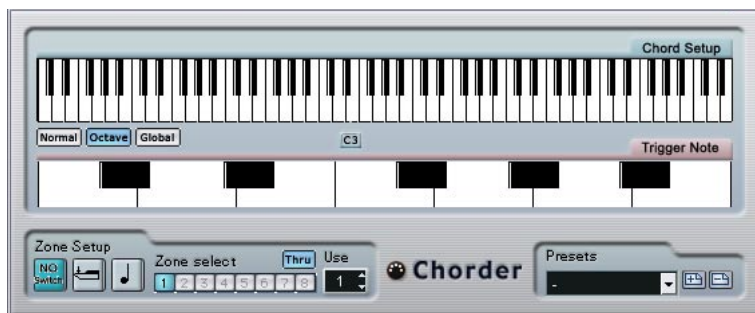 Chord Setup
Normal Octave Global
C3
Trigger Note
Zone Setup
NO Switch
Zone select
Thru
Use
1 2 3 4 5 6 7 8
1
Chorder
Presets
-